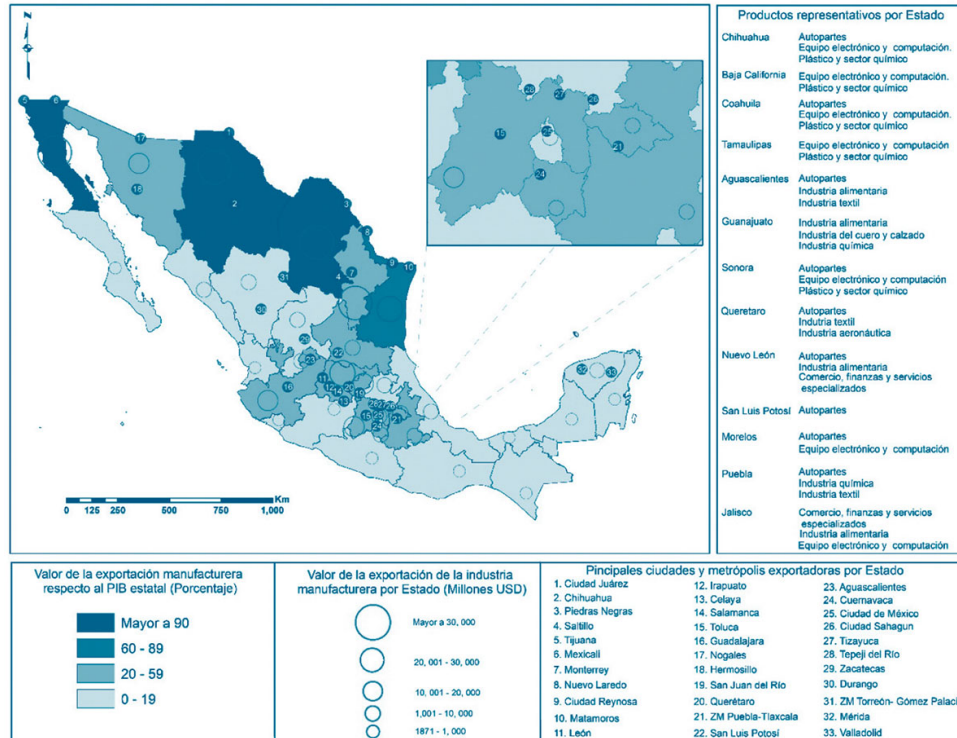 N
Km
0 125 250 500 750 1,000
Productos representativos por Estado
Chihuahua Autopartes
Equipo electrónico y computación.
Plástico y sector químico
Baja California Equipo electrónico y computación.
Plástico y sector químico
Coahuila Autopartes
Equipo electrónico y computación.
Plástico y sector químico
Tamaulipas Equipo electrónico y computación
Plástico y sector químico
Aguascalientes Autopartes
Industria alimentaria
Industria textil
Guanajuato Industria alimentaria
Industria del cuero y calzado
Industria química
Sonora Autopartes
Equipo electrónico y computación
Plástico y sector químico
Queretaro Autopartes
Indutria textil
Industria aeronáutica
Nuevo León Autopartes
Industria alimentaria
Comercio, finanzas y servicios
especializados
San Luis Potosí Autopartes
Morelos Autopartes
Equipo electrónico y computación
Puebla Autopartes
Industria química
Industria textil
Jalisco Comercio, finanzas y servicios
especializados
Industria alimentaria
Equipo electrónico y computación
Valor de la exportación manufacturera
respecto al PIB estatal (Porcentaje)
Mayor a 90
60 - 89
20 - 59
0 - 19
Valor de la exportación de la industria
manufacturera por Estado (Millones USD)
Mayor a 30, 000
20, 001 - 30, 000
10, 001 - 20, 000
1,001 - 10, 000
1871 - 1, 000
Pincipales ciudades y metrópolis exportadoras por Estado
1. Ciudad Juárez
2. Chihuahua
3. Piedras Negras
4. Saltillo
5. Tijuana
6. Mexicali
7. Monterrey
8. Nuevo Laredo
9. Ciudad Reynosa
10. Matamoros
11. León
12. Irapuato
13. Celaya
14. Salamanca
15. Toluca
16. Guadalajara
17. Nogales
18. Hermosillo
19. San Juan del Río
20. Querétaro
21. ZM Puebla-Tlaxcala
22. San Luis Potosí
23. Aguascalientes
24. Cuernavaca
25. Ciudad de México
26. Ciudad Sahagun
27. Tizayuca
28. Tepeji del Río
29. Zacatecas
30. Durango
31. ZM Torreón- Gómez Palaci
32. Mérida
33. Valladolid